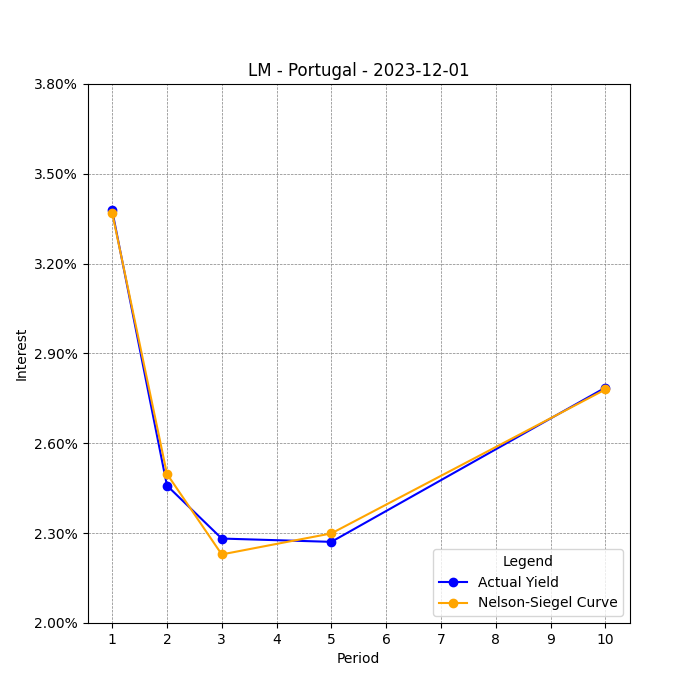 LM - Portugal - 2023-12-01
3.80%
3.50%
3.20%
2.90%
2.60%
2.30%
2.00%
Interest
1 2 3 4 5 6 7 8 9 10
Period
Legend
Actual Yield
Nelson-Siegel Curve